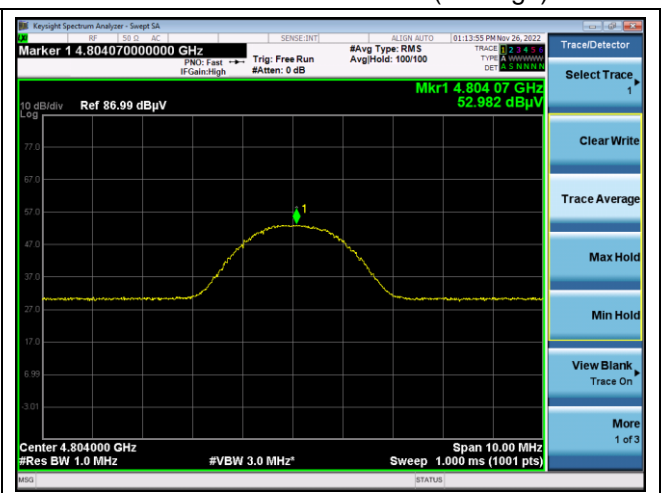 Keysight Spectrum Analyzer - Swept SA
RF 50 Ω AC SENSE:INT ALIGN AUTO 01:13:55 PM Nov 26, 2022
Marker 1 4.804070000000 GHz
PNO: Fast
IFGain:High
Trig: Free Run
#Atten: 0 dB
#Avg Type: RMS
Avg|Hold: 100/100
TRACE 1 2 3 4 5 6
TYPE A WWWWW
DET A S N N N N
Mkr1 4.804 07 GHz
52.982 dBµV
10 dB/div Ref 86.99 dBµV
Log
77.0
67.0
57.0
47.0
37.0
27.0
17.0
6.99
-3.01
1
Center 4.804000 GHz Span 10.00 MHz
#Res BW 1.0 MHz #VBW 3.0 MHz* Sweep 1.000 ms (1001 pts)
MSG STATUS
Trace/Detector
Select Trace
1
Clear Write
Trace Average
Max Hold
Min Hold
View Blank
Trace On
More
1 of 3